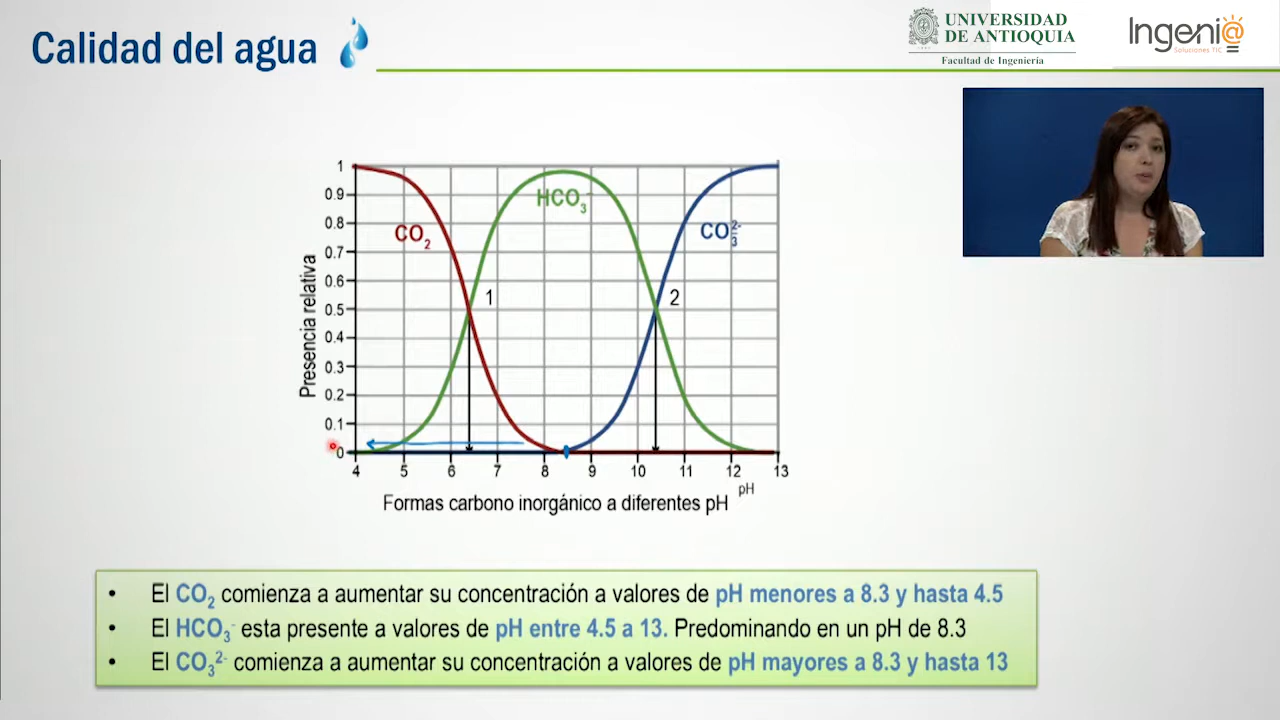 Calidad del agua
UNIVERSIDAD
DE ANTIOQUIA
Facultad de Ingeniería
Ingeni@
Soluciones TIC
Presencia relativa
1
0.9
0.8
0.7
0.6
0.5
0.4
0.3
0.2
0.1
0
CO₂
HCO₃⁻
CO₃²⁻
1
2
4 5 6 7 8 9 10 11 12 13
pH
Formas carbono inorgánico a diferentes pH
• El CO₂ comienza a aumentar su concentración a valores de pH menores a 8.3 y hasta 4.5
• El HCO₃⁻ esta presente a valores de pH entre 4.5 a 13. Predominando en un pH de 8.3
• El CO₃²⁻ comienza a aumentar su concentración a valores de pH mayores a 8.3 y hasta 13